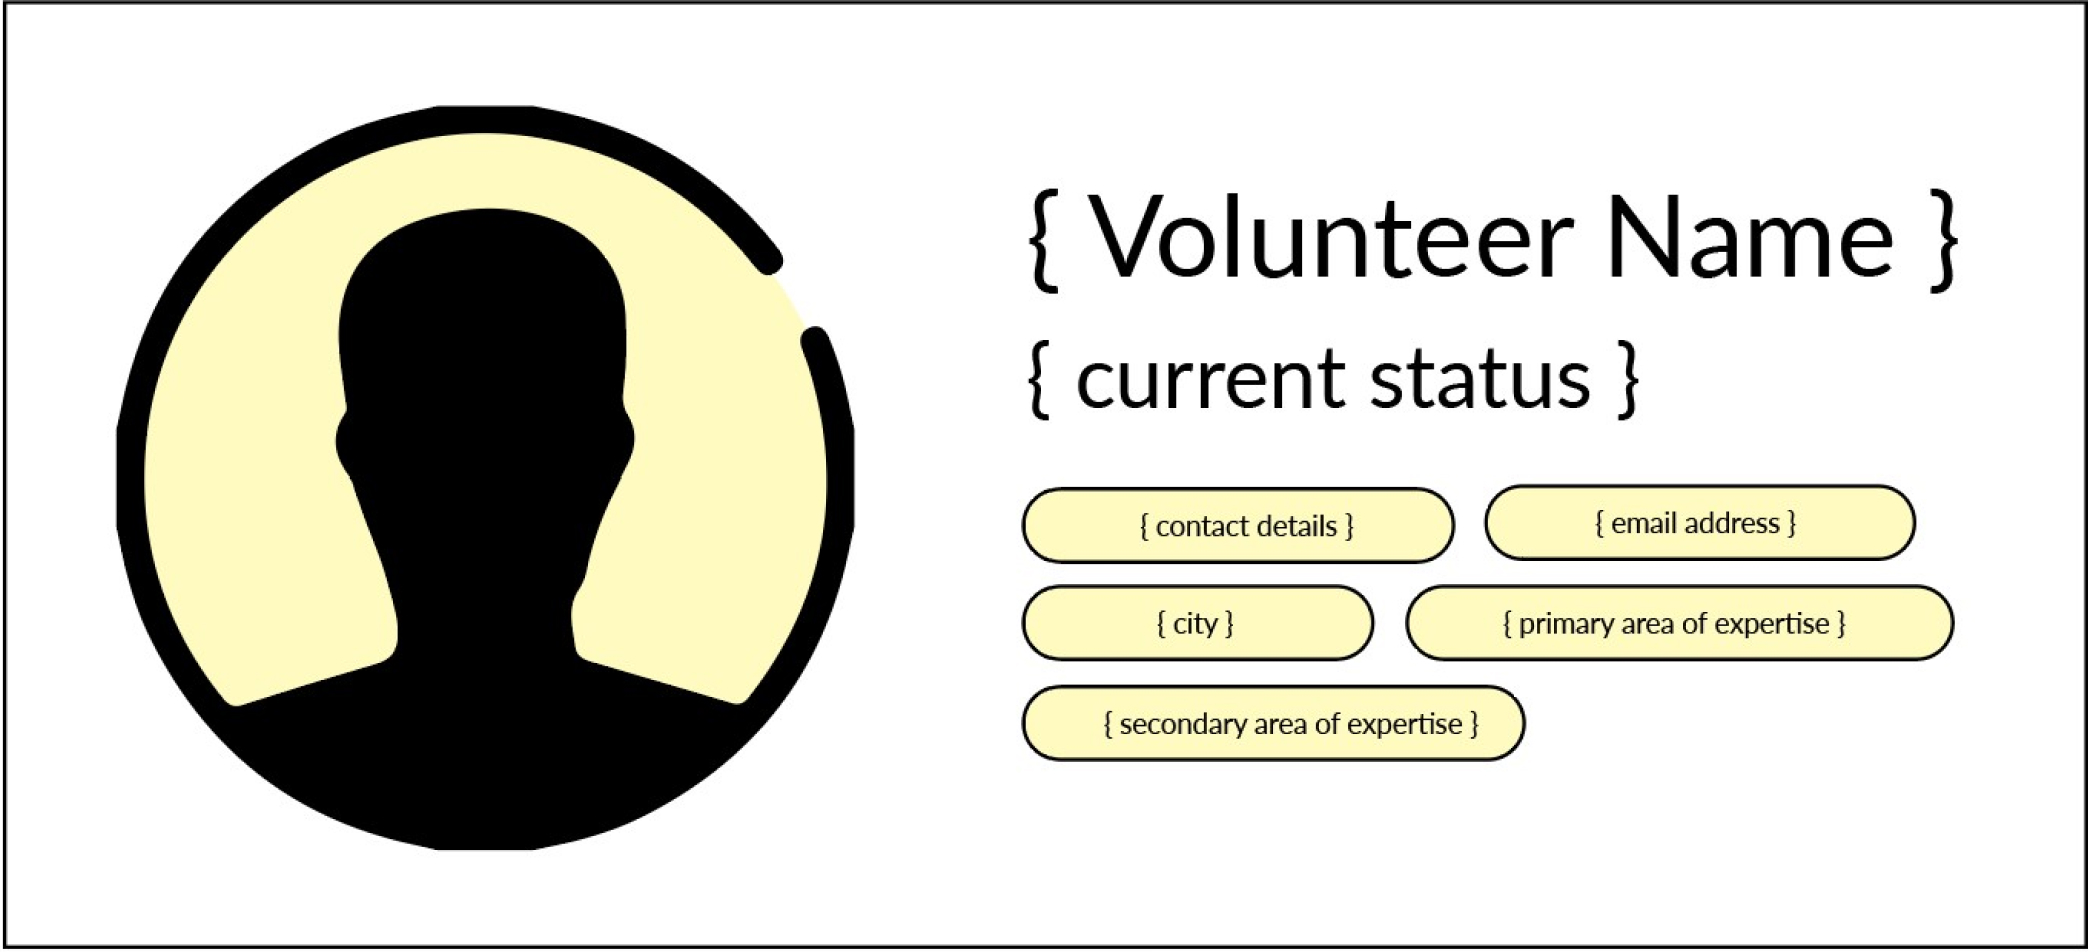 { Volunteer Name }
{ current status }
{ contact details }
{ email address }
{ city }
{ primary area of expertise }
{ secondary area of expertise }